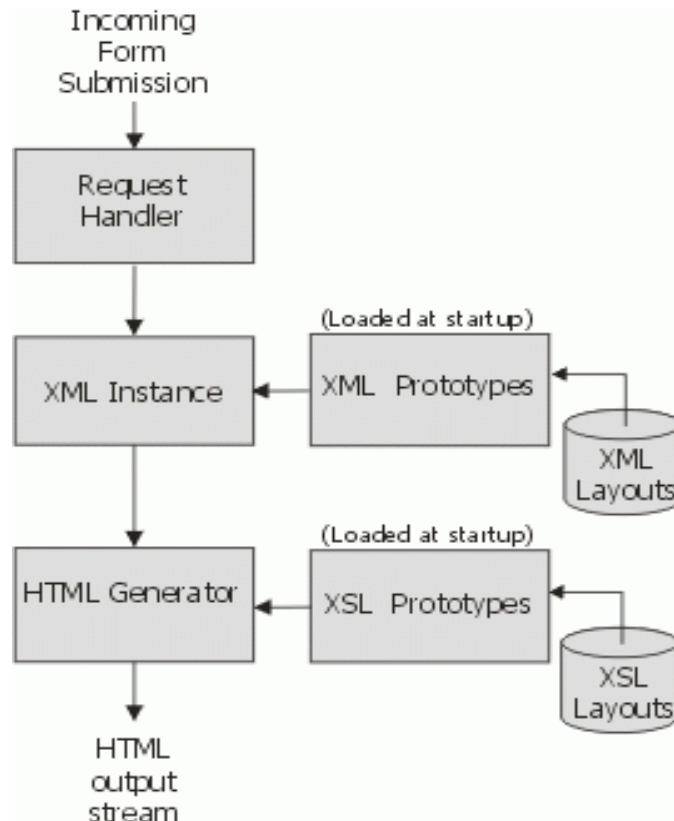 Incoming
Form
Submission
Request
Handler
(Loaded at startup)
XML Instance
XML Prototypes
XML
Layouts
(Loaded at startup)
HTML Generator
XSL Prototypes
XSL
Layouts
HTML
output
stream